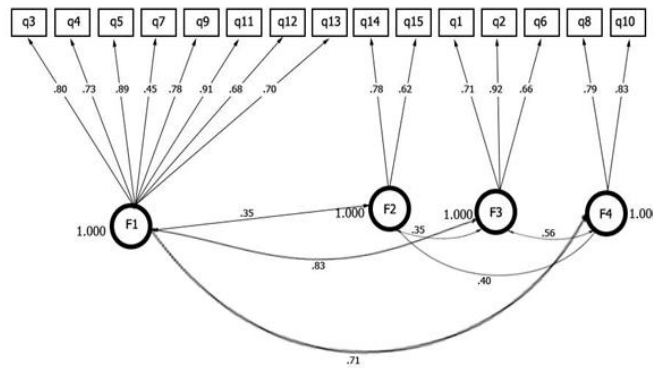 q3 q4 q5 q7 q9 q11 q12 q13 q14 q15 q1 q2 q6 q8 q10
.80 .73 .89 .45 .78 .91 .68 .70 .78 .62 .71 .92 .66 .79 .83
1.000 F1 .35 1.000 F2 1.000 F3 F4 1.00
.35 .56
.83
.40
.71